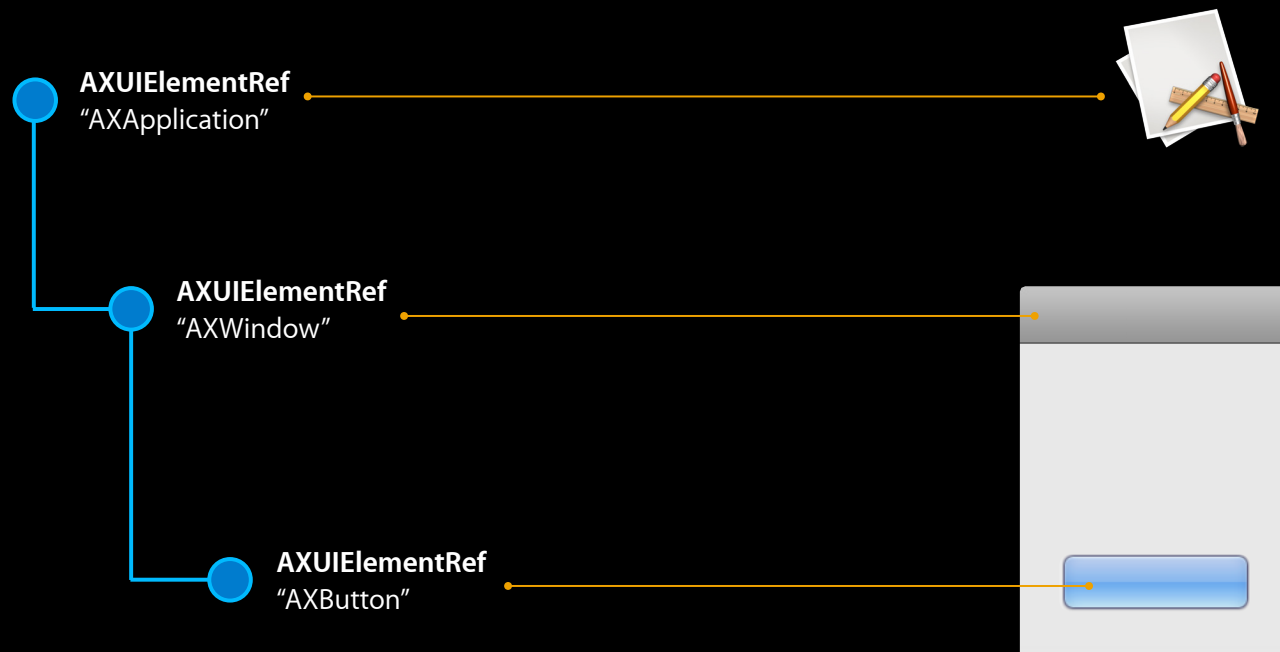 AXUIElementRef
“AXApplication”
AXUIElementRef
“AXWindow”
AXUIElementRef
“AXButton”